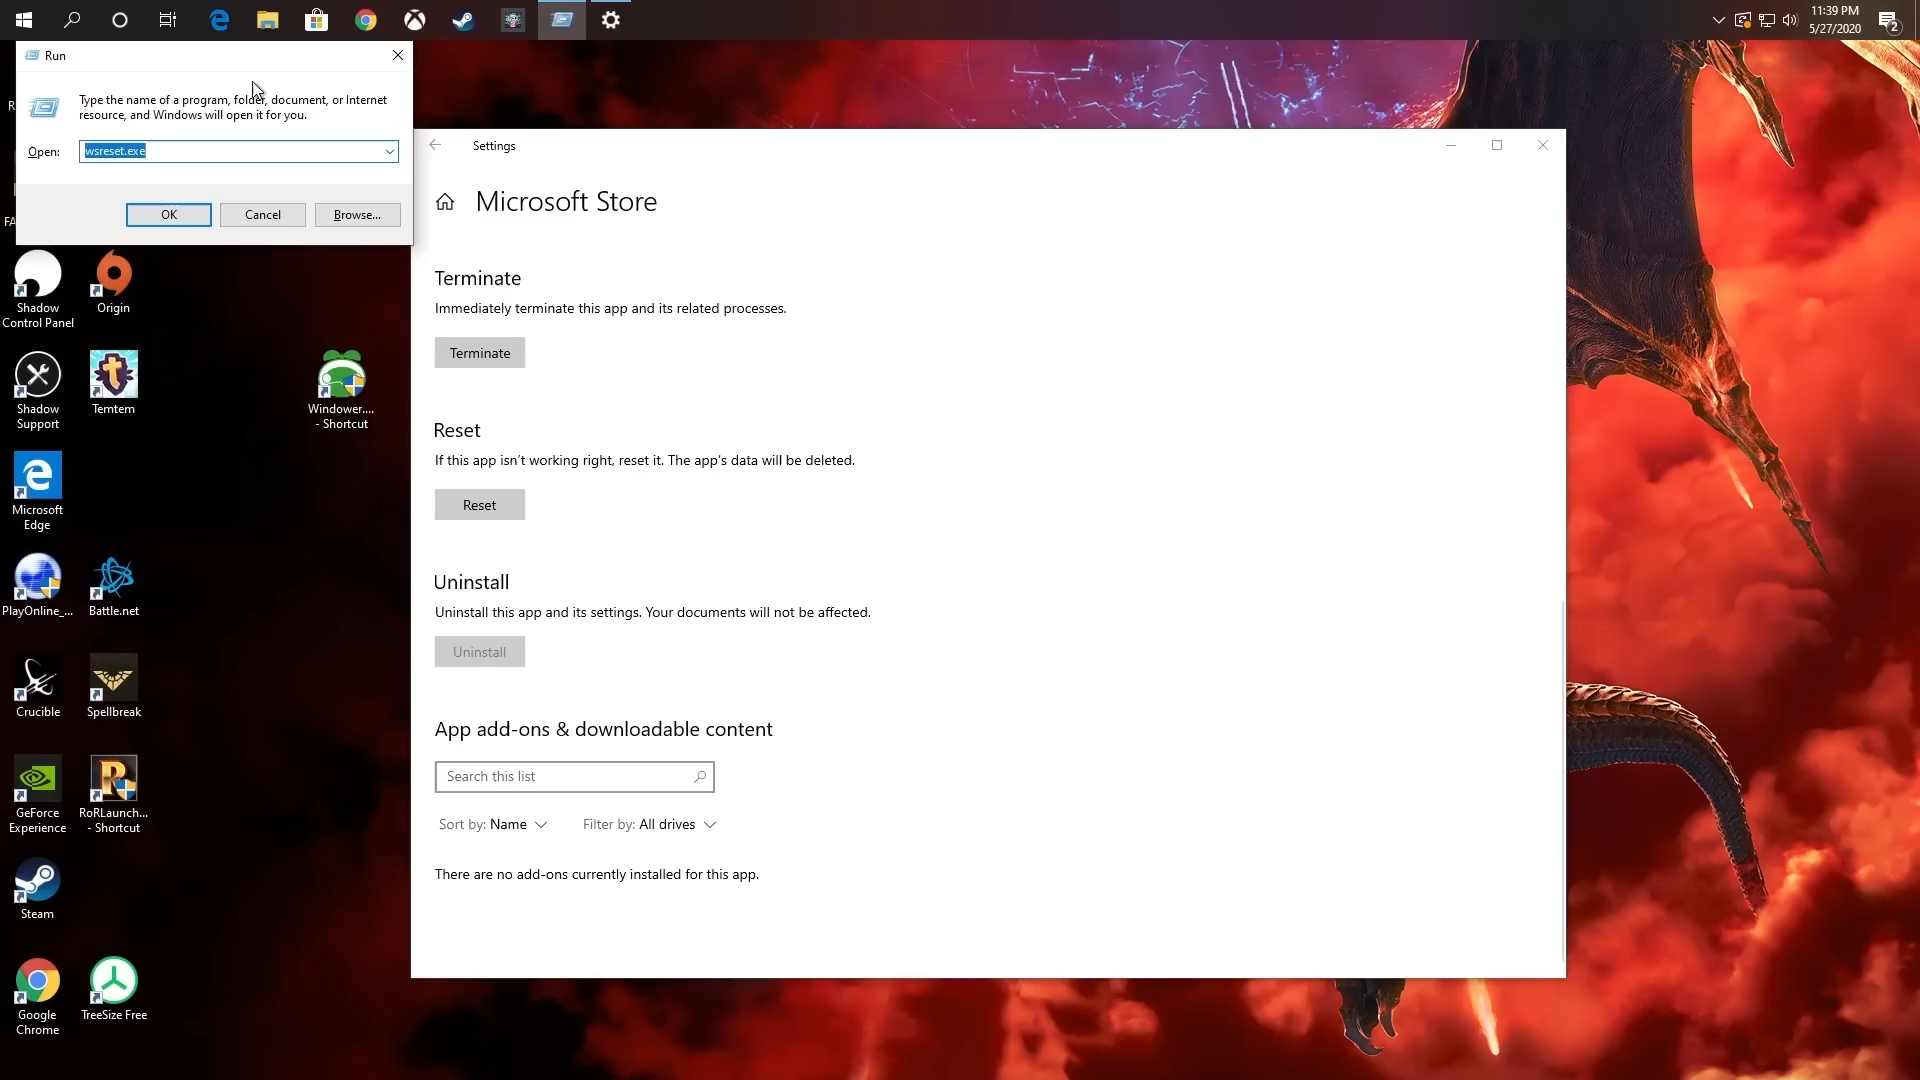 11:39 PM
5/27/2020
2
Run
Type the name of a program, folder, document, or Internet
resource, and Windows will open it for you.
Open:
wsreset.exe
OK
Cancel
Browse...
R
FA
Settings
Microsoft Store
Terminate
Immediately terminate this app and its related processes.
Terminate
Reset
If this app isn't working right, reset it. The app's data will be deleted.
Reset
Uninstall
Uninstall this app and its settings. Your documents will not be affected.
Uninstall
App add-ons & downloadable content
Search this list
Sort by: Name
Filter by: All drives
There are no add-ons currently installed for this app.
Shadow
Control Panel
Origin
Shadow
Support
Temtem
Windower....
- Shortcut
Microsoft
Edge
PlayOnline_...
Battle.net
Crucible
Spellbreak
GeForce
Experience
RoRLaunch...
- Shortcut
Steam
Google
Chrome
TreeSize Free